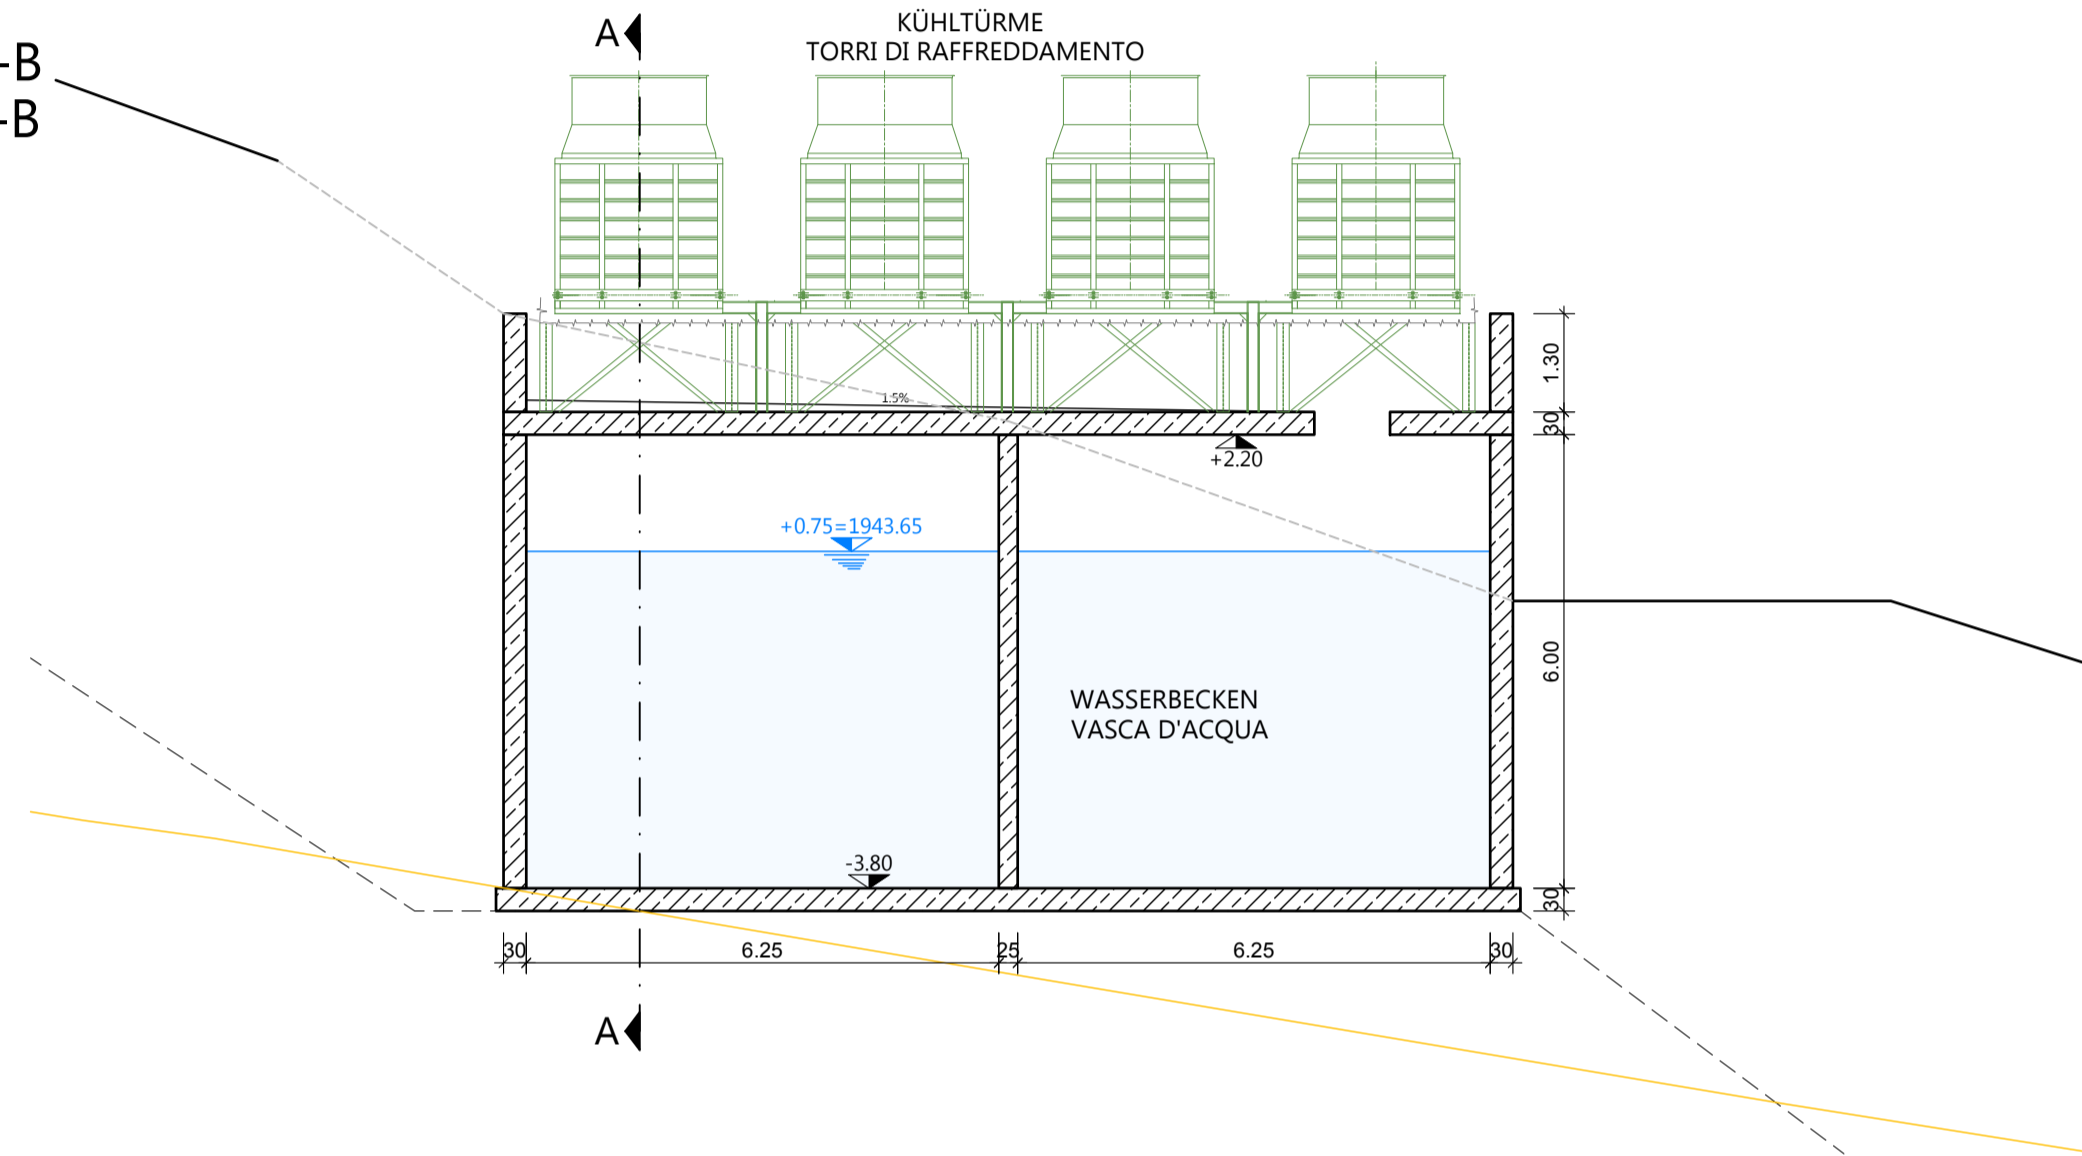 A
KÜHLTÜRME
TORRI DI RAFFREDDAMENTO
-B
-B
1.30
1.5%
30
+2.20
+0.75=1943.65
6.00
WASSERBECKEN
VASCA D'ACQUA
-3.80
30
30
6.25
25
6.25
30
A